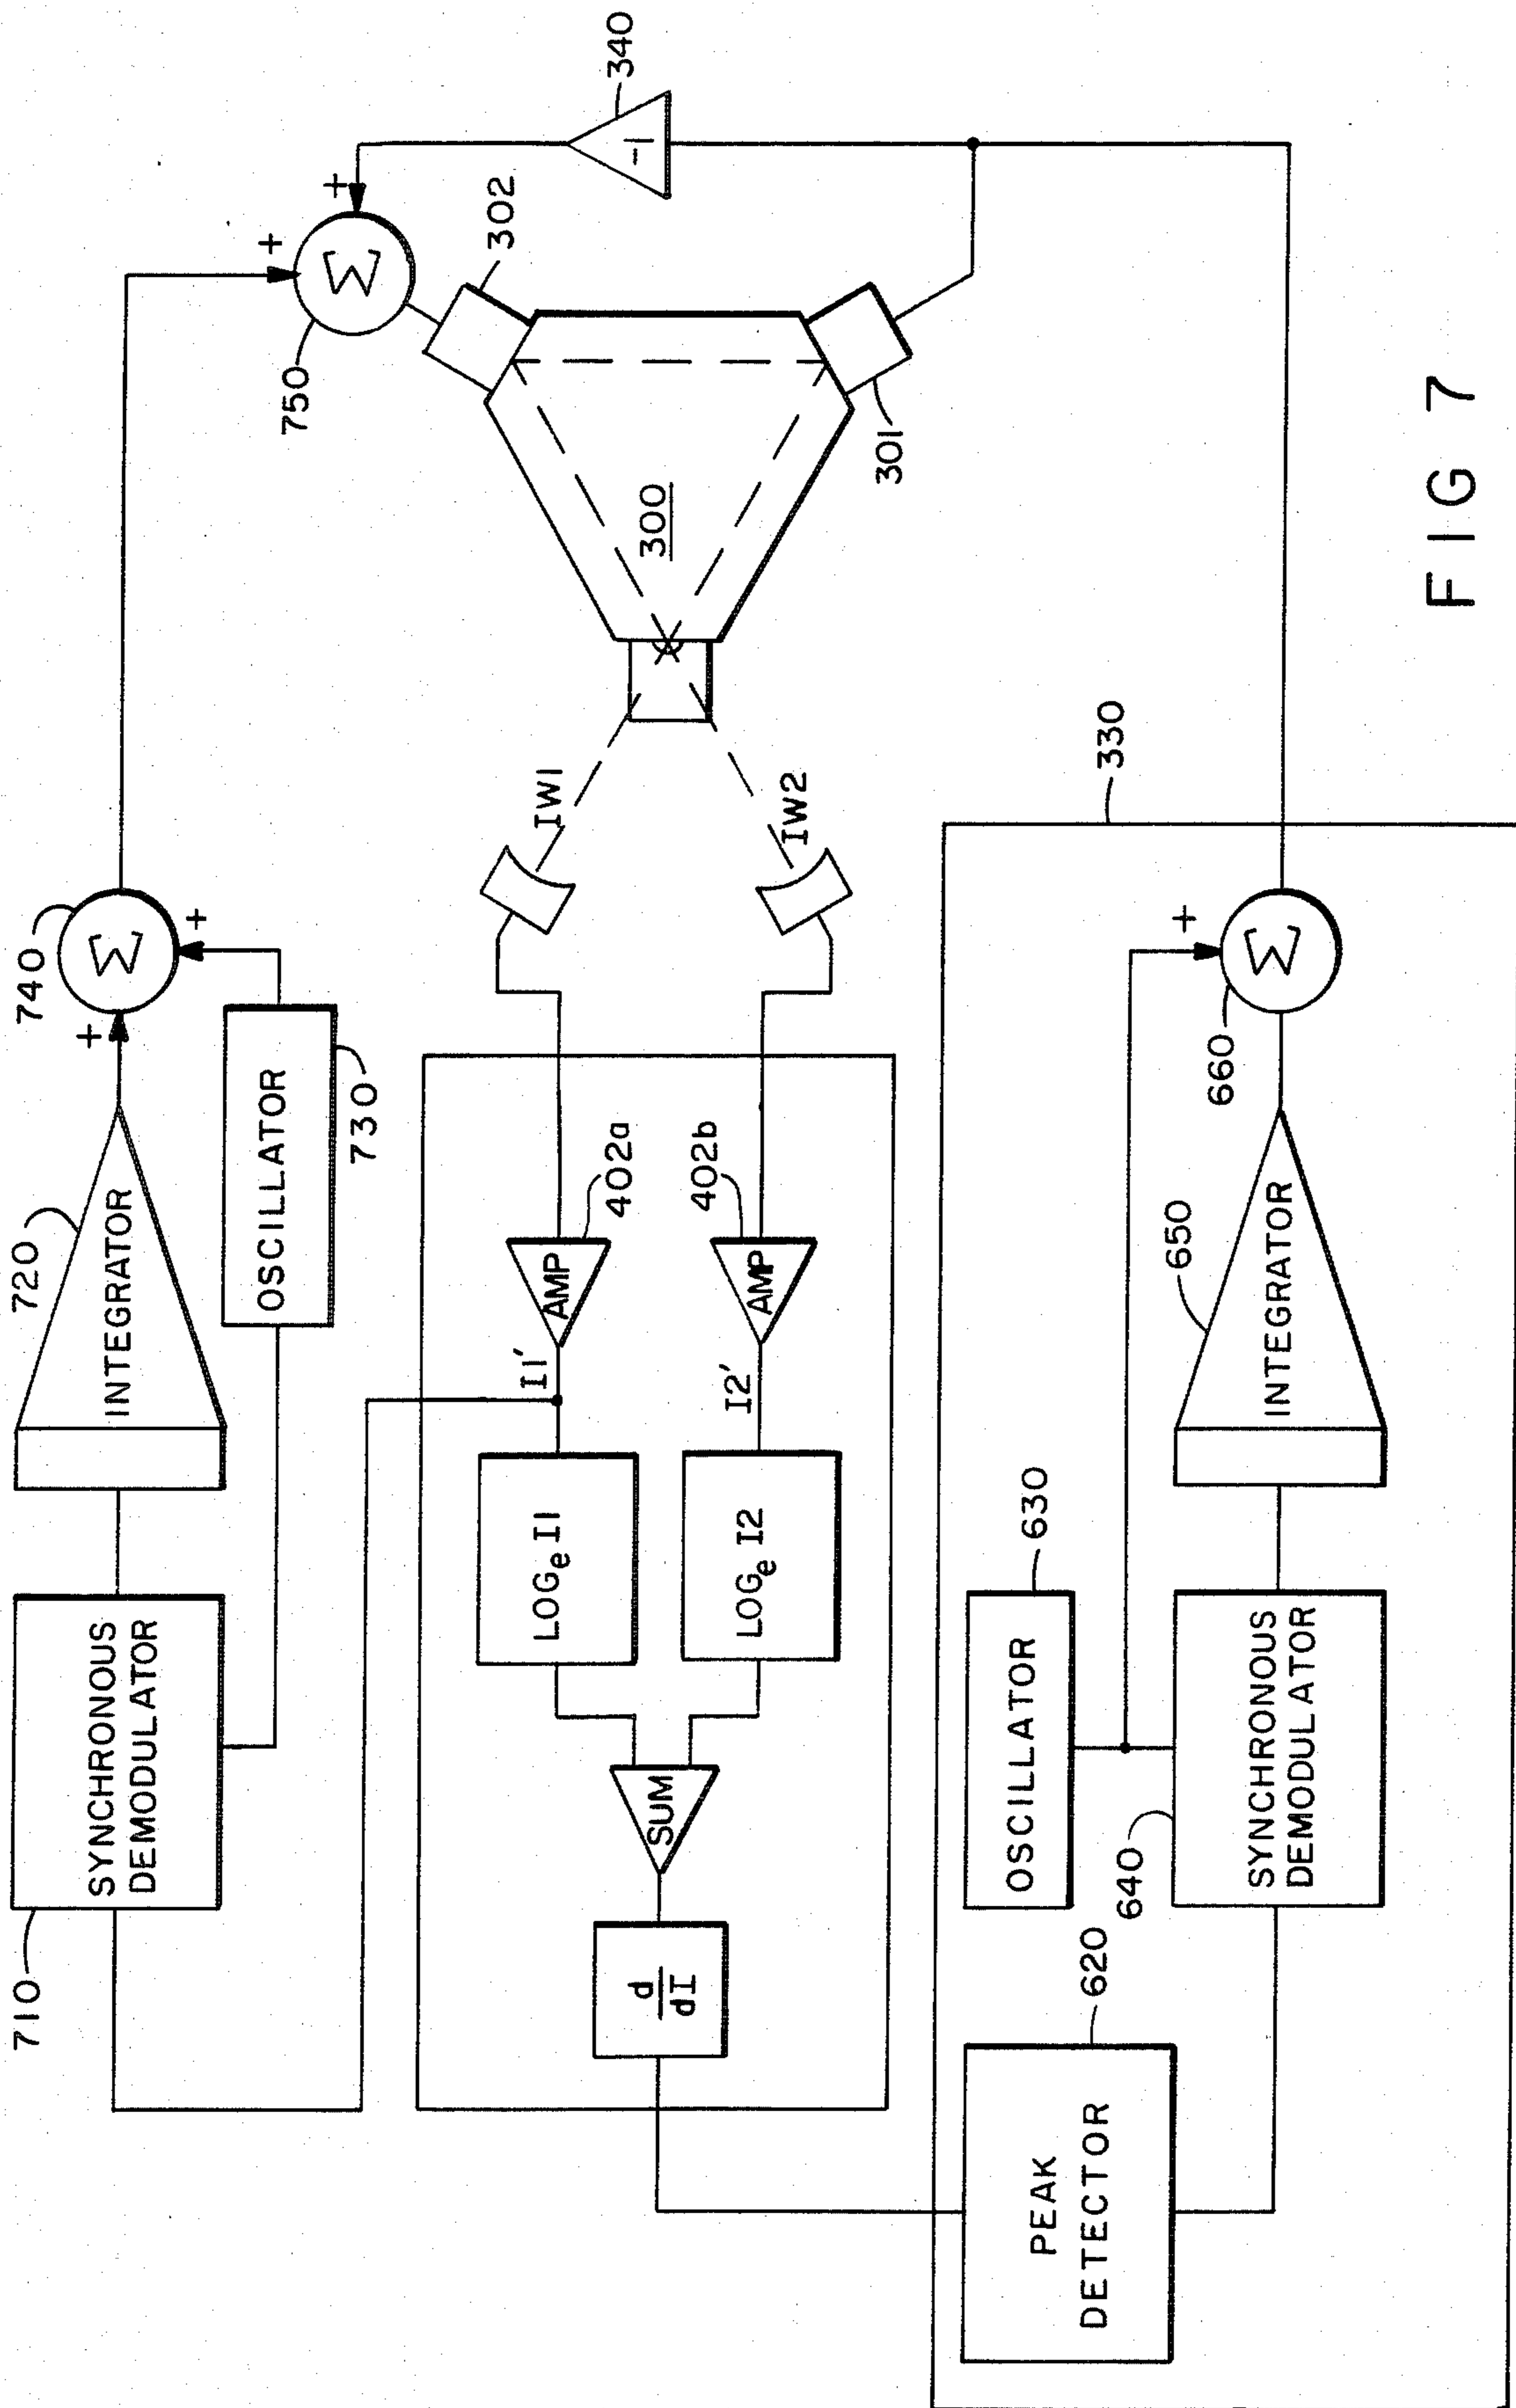 710
SYNCHRONOUS
DEMODULATOR
720
INTEGRATOR
OSCILLATOR
730
740
Σ
+
+
750
Σ
+
+
302
340
-1
d
dI
SUM
LOGe I1
LOGe I2
I1′
I2′
AMP
402a
AMP
402b
IW1
IW2
300
301
330
PEAK
DETECTOR
620
OSCILLATOR
630
640
SYNCHRONOUS
DEMODULATOR
650
INTEGRATOR
660
Σ
+
FIG 7